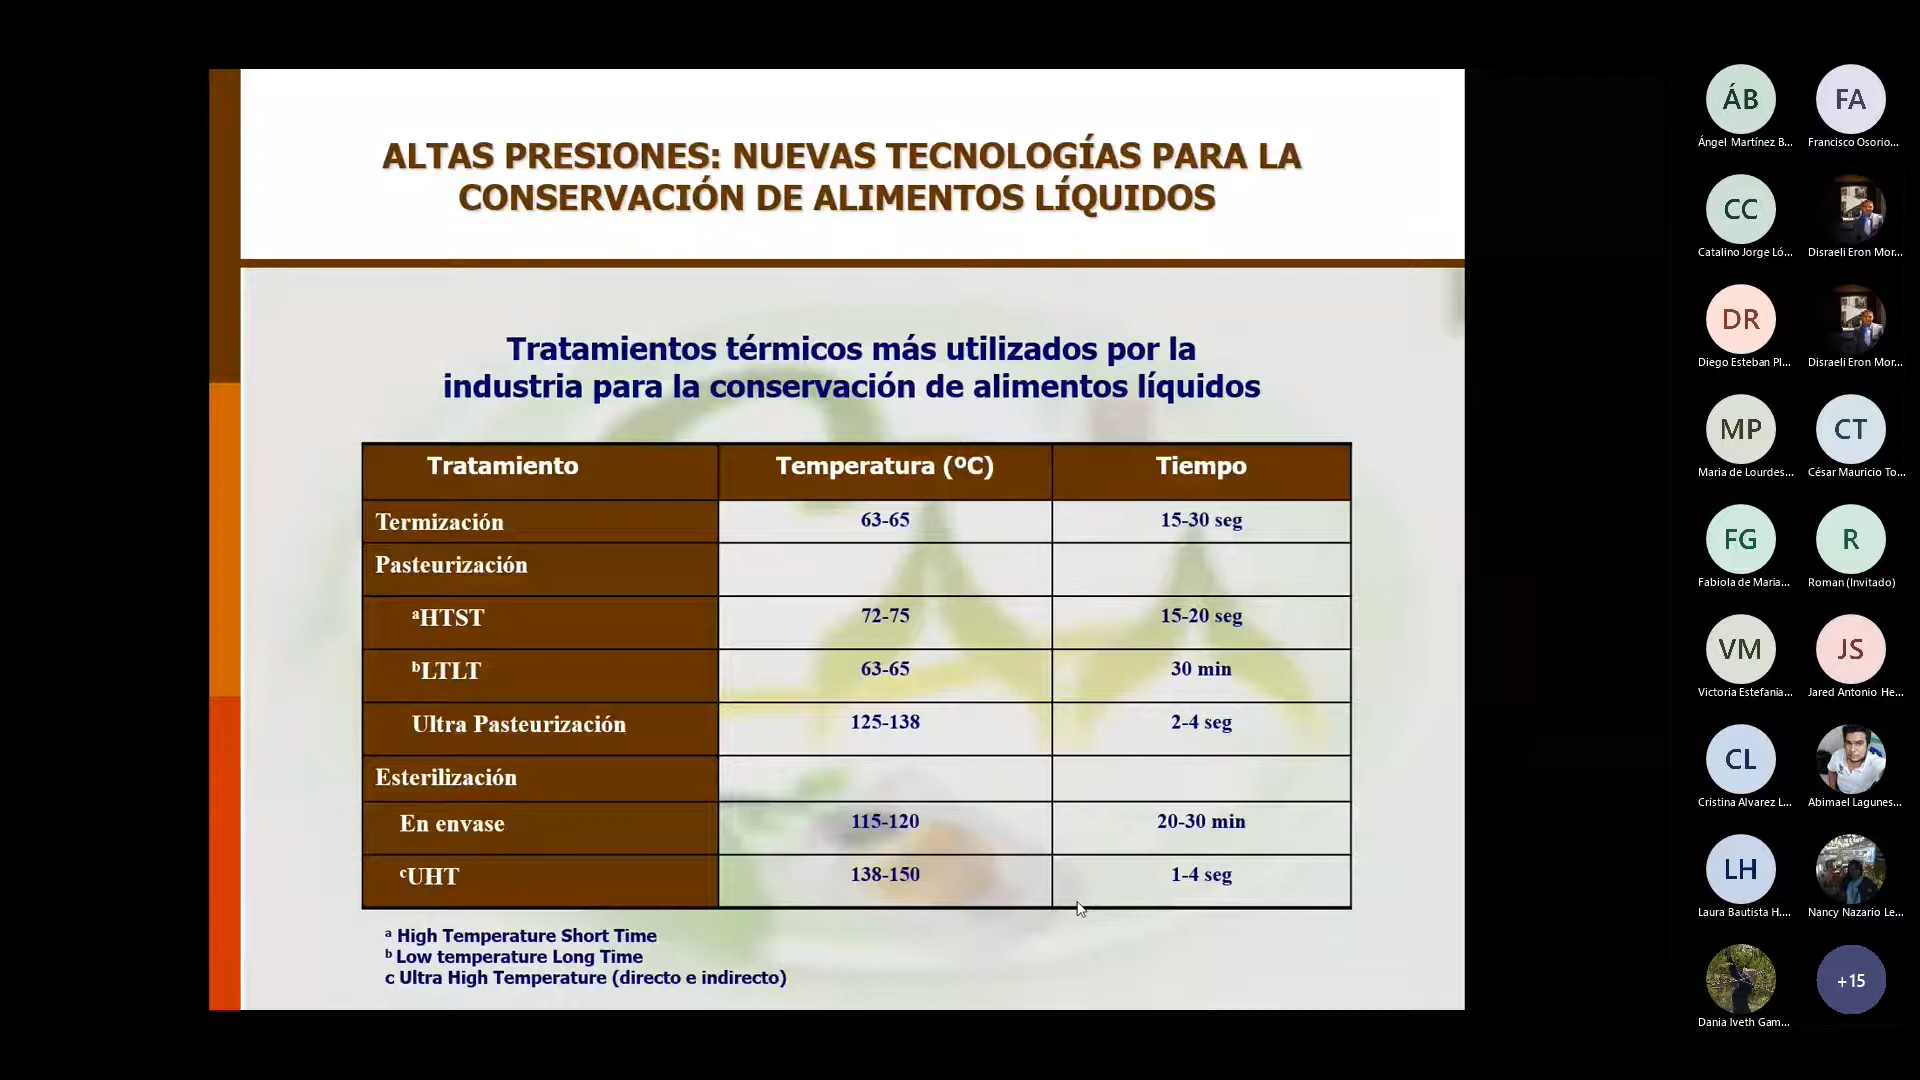 ALTAS PRESIONES: NUEVAS TECNOLOGÍAS PARA LA
CONSERVACIÓN DE ALIMENTOS LÍQUIDOS
Tratamientos térmicos más utilizados por la
industria para la conservación de alimentos líquidos
Tratamiento Temperatura (ºC) Tiempo
Termización 63-65 15-30 seg
Pasteurización
ᵃHTST 72-75 15-20 seg
ᵇLTLT 63-65 30 min
Ultra Pasteurización 125-138 2-4 seg
Esterilización
En envase 115-120 20-30 min
ᶜUHT 138-150 1-4 seg
ᵃ High Temperature Short Time
ᵇ Low temperature Long Time
c Ultra High Temperature (directo e indirecto)
ÁB FA
Ángel Martínez B... Francisco Osorio...
CC
Catalino Jorge Ló... Disraeli Eron Mor...
DR
Diego Esteban Pl... Disraeli Eron Mor...
MP CT
Maria de Lourdes... César Mauricio To...
FG R
Fabiola de Maria... Roman (Invitado)
VM JS
Victoria Estefania... Jared Antonio He...
CL
Cristina Alvarez L... Abimael Lagunes...
LH
Laura Bautista H.... Nancy Nazario Le...
+15
Dania Iveth Gam...